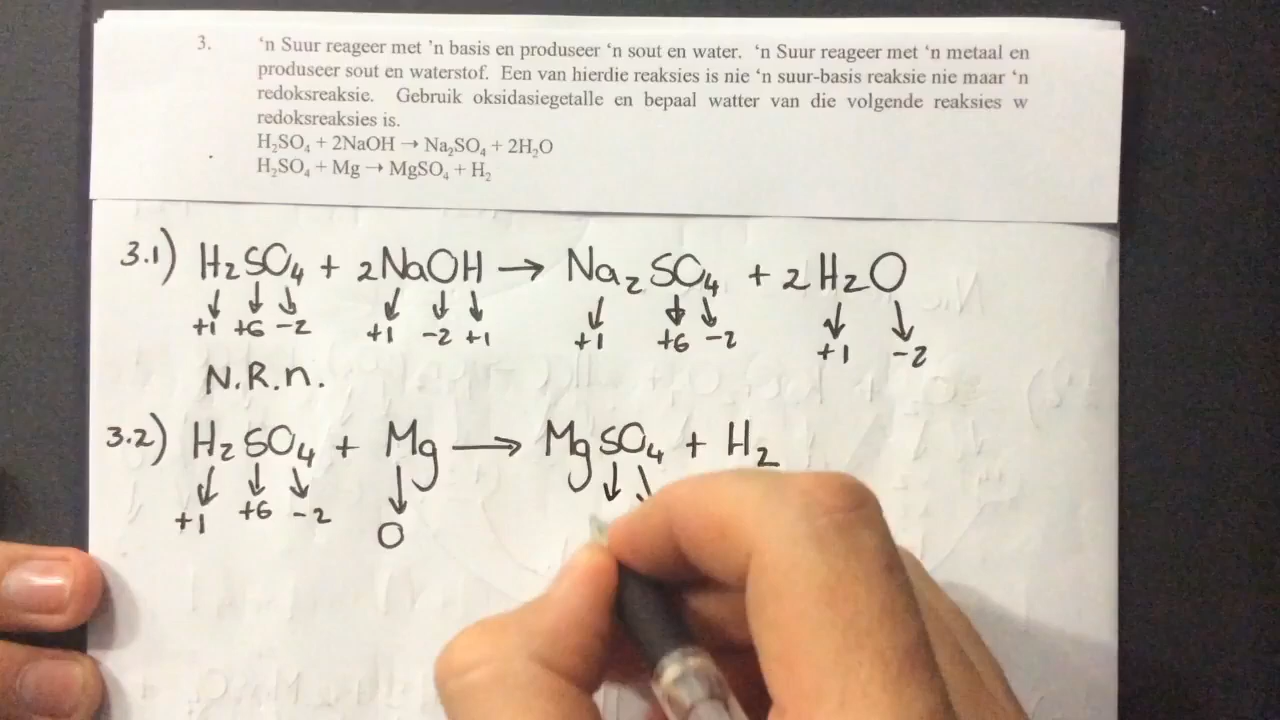 3. ‘n Suur reageer met ’n basis en produseer ‘n sout en water. ‘n Suur reageer met ‘n metaal en
produseer sout en waterstof. Een van hierdie reaksies is nie ‘n suur-basis reaksie nie maar ‘n
redoksreaksie. Gebruik oksidasiegetalle en bepaal watter van die volgende reaksies w
redoksreaksies is.
H₂SO₄ + 2NaOH → Na₂SO₄ + 2H₂O
H₂SO₄ + Mg → MgSO₄ + H₂
3.1) H₂SO₄ + 2NaOH → Na₂SO₄ + 2H₂O
↓ ↓ ↓ ↓ ↓ ↓ ↓ ↓ ↓ ↓ ↓
+1 +6 -2 +1 -2 +1 +1 +6 -2 +1 -2
N.R.n.
3.2) H₂SO₄ + Mg → MgSO₄ + H₂
↓ ↓ ↓ ↓ ↓ ↓
+1 +6 -2 0